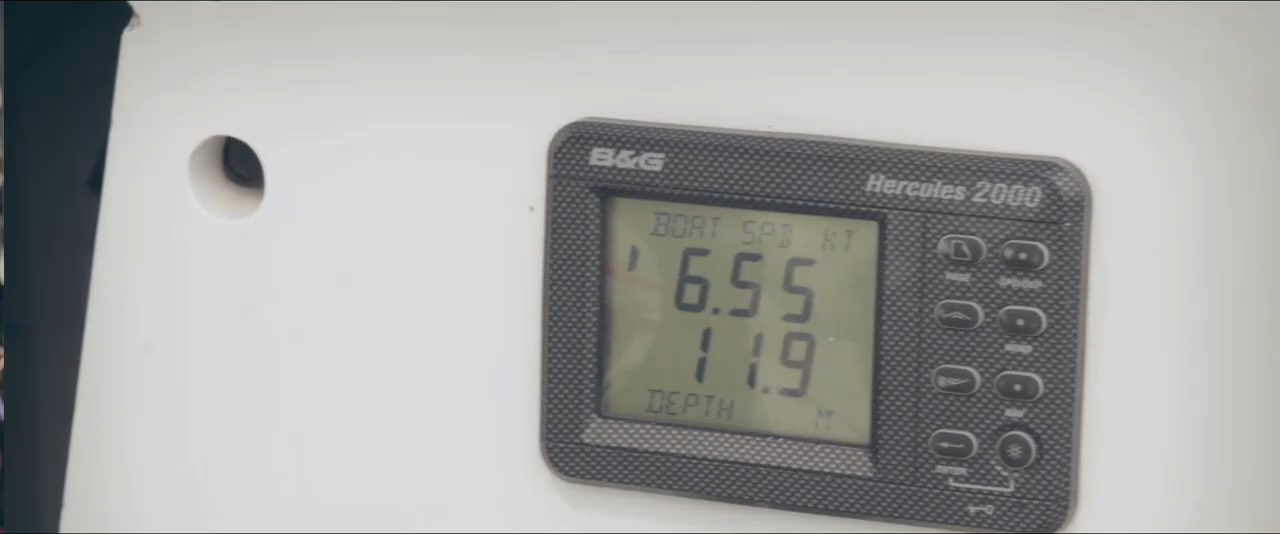 B&G
Hercules 2000
BOAT SPD KT
6.55
11.9
DEPTH M